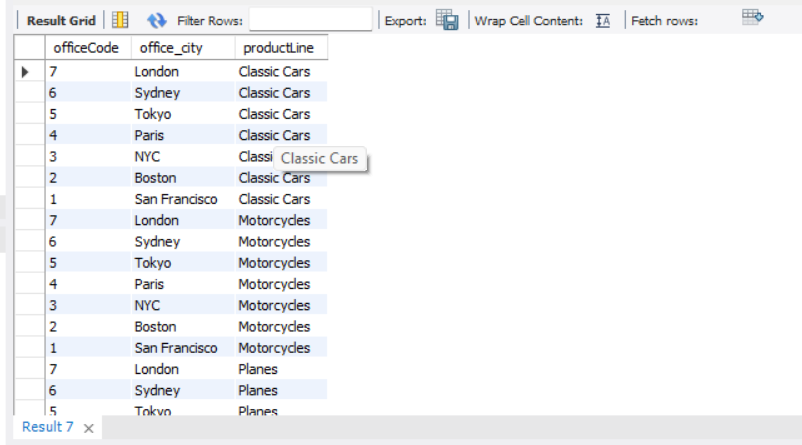 Result Grid Filter Rows: Export: Wrap Cell Content: IA Fetch rows:
officeCode office_city productLine
7 London Classic Cars
6 Sydney Classic Cars
5 Tokyo Classic Cars
4 Paris Classic Cars
3 NYC Classi Classic Cars
2 Boston Classic Cars
1 San Francisco Classic Cars
7 London Motorcycles
6 Sydney Motorcycles
5 Tokyo Motorcycles
4 Paris Motorcycles
3 NYC Motorcycles
2 Boston Motorcycles
1 San Francisco Motorcycles
7 London Planes
6 Sydney Planes
5 Tokyo Planes
Result 7 ×